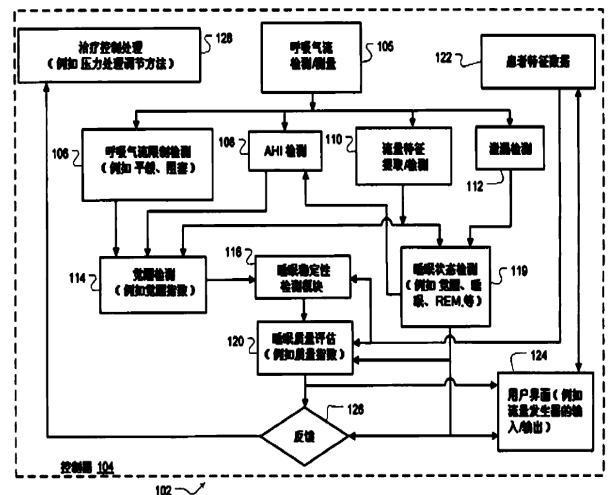 治疗控制处理
（例如 压力处理调节方法）
128
呼吸气流
检测/测量
105
122
患者特征数据
106
呼吸气流限制检测
（例如 平缓、阻塞）
108
AHI 检测
110
流量特征
提取/检测
泄漏检测
112
114
觉醒检测
（例如觉醒指数）
116
睡眠稳定性
检测模块
睡眠状态检测
（例如 觉醒、睡
眠、REM,等）
119
120
睡眠质量评估
（例如质量指数）
124
用户界面（例如
流量发生器的输
入/输出）
反馈
126
控制器 104
102